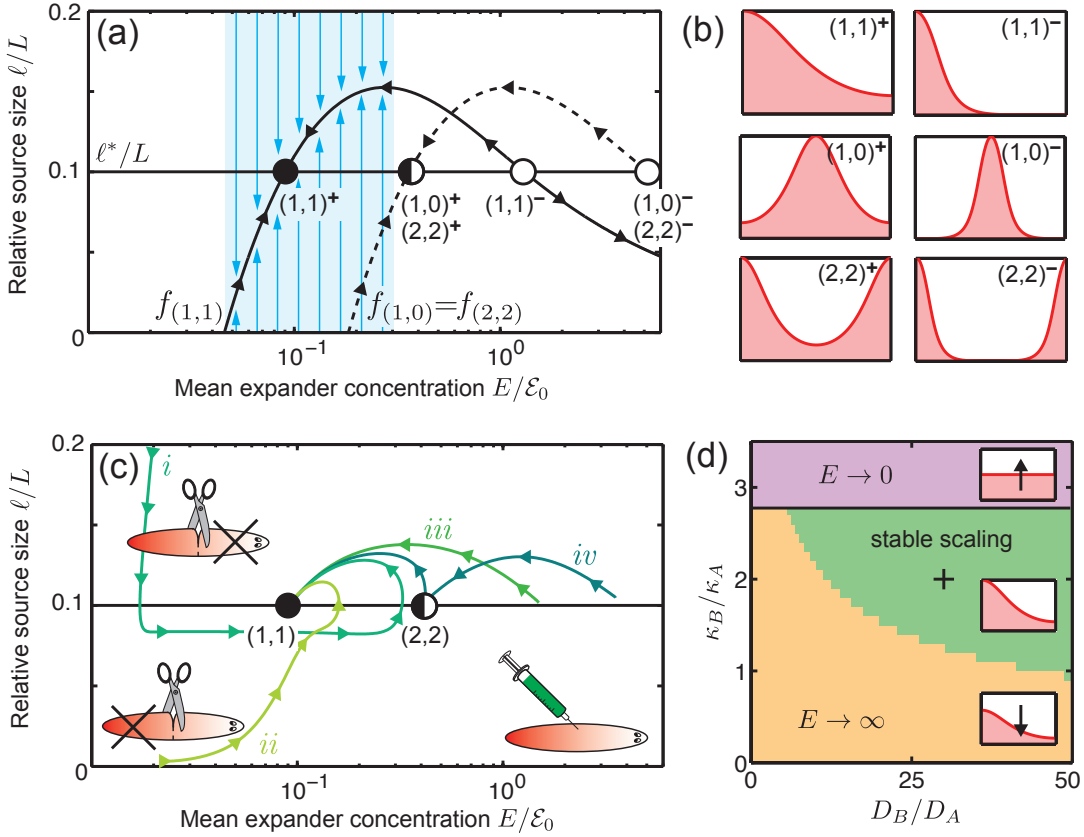 (a)
Relative source size ℓ/L
0.2
0.1
0
ℓ*/L
(1,1)+
(1,0)+
(2,2)+
(1,1)−
(1,0)−
(2,2)−
f(1,1)
f(1,0)=f(2,2)
10−1
100
Mean expander concentration E/ℰ0
(b)
(1,1)+
(1,1)−
(1,0)+
(1,0)−
(2,2)+
(2,2)−
(c)
Relative source size ℓ/L
0.2
0.1
0
i
ii
iii
iv
(1,1)
(2,2)
10−1
100
Mean expander concentration E/ℰ0
(d)
κB/κA
3
2
1
0
E → 0
stable scaling
E → ∞
0
25
50
DB/DA